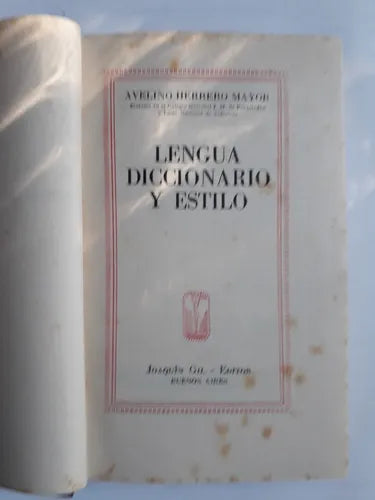 AVELINO HERRERO MAYOR
LENGUA
DICCIONARIO
Y ESTILO
Joaquín Gil - Editor
BUENOS AIRES